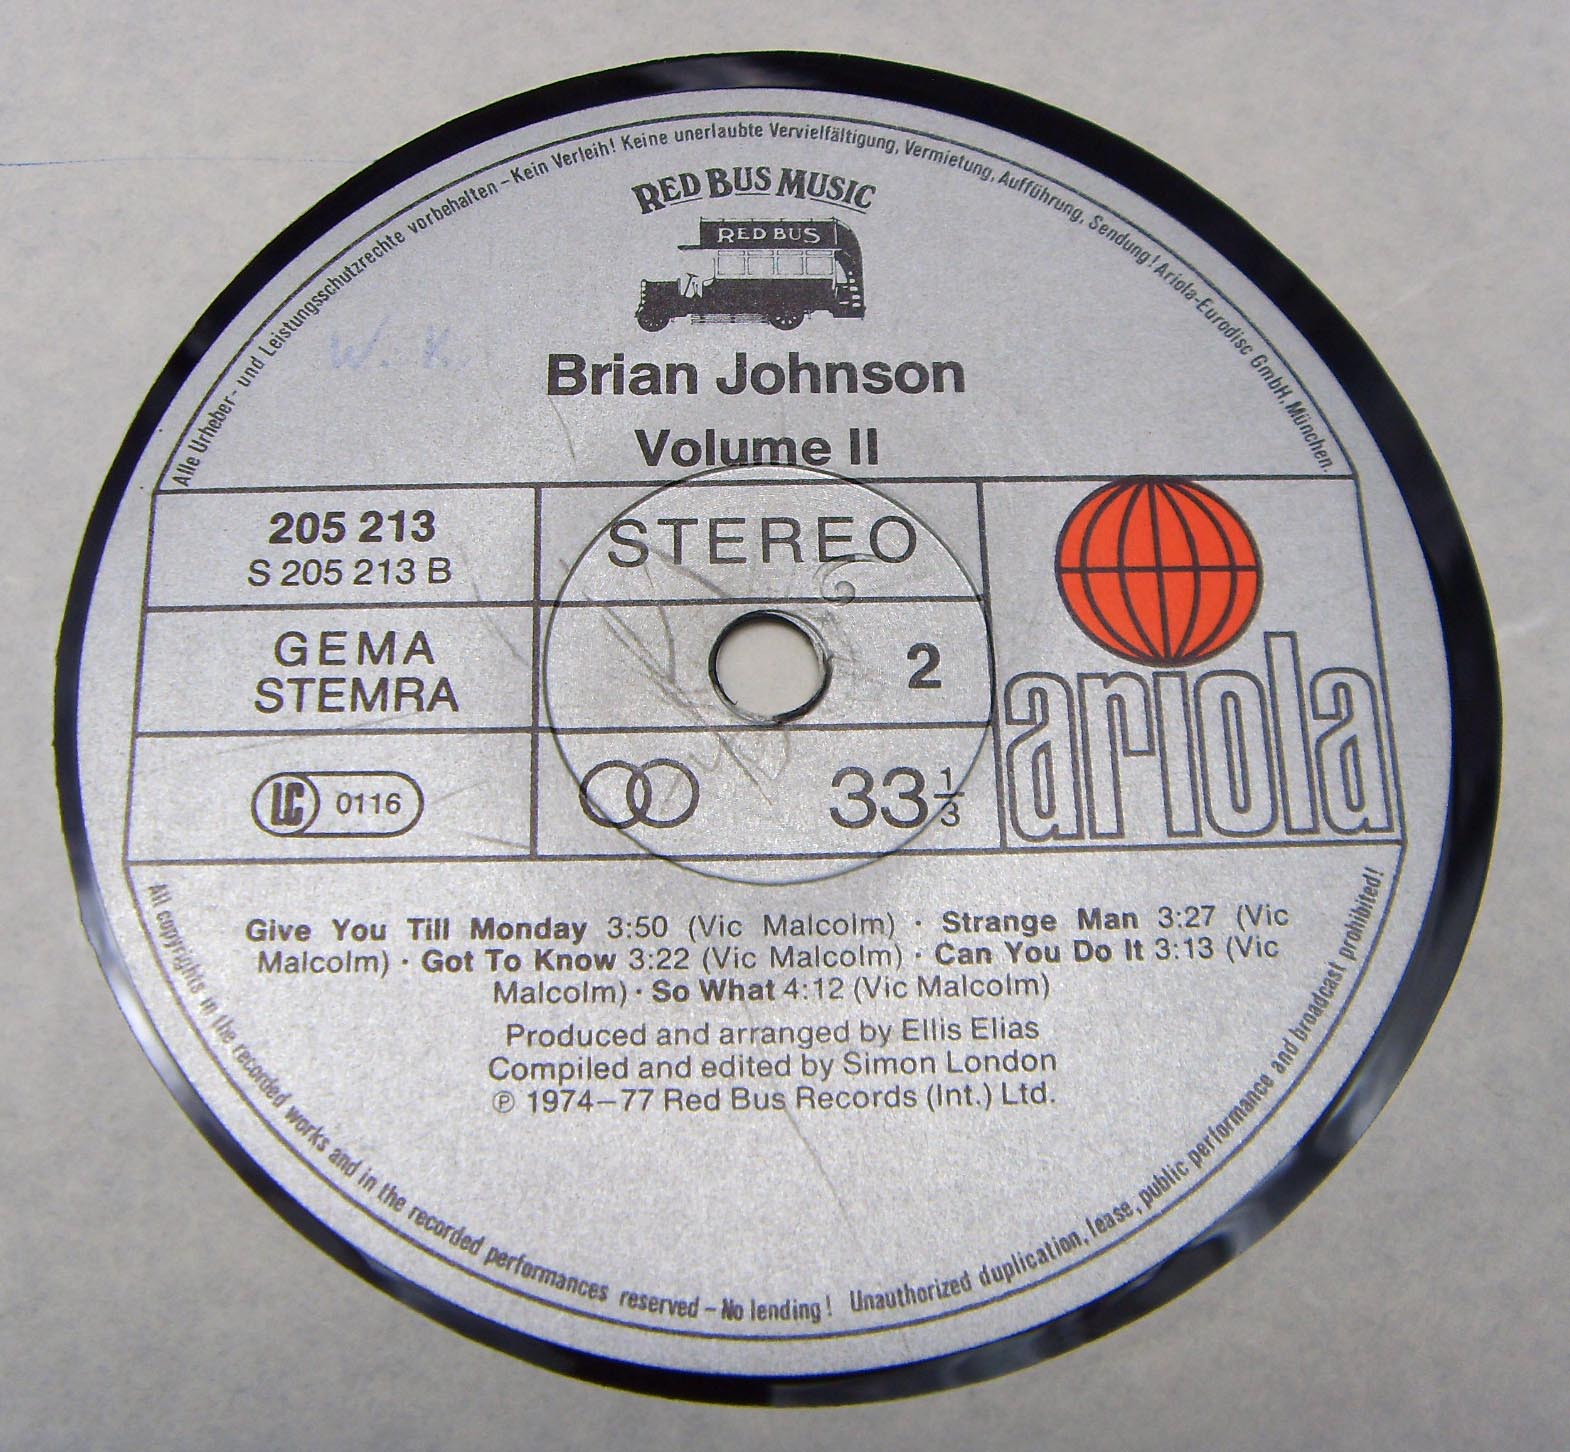 Alle Urheber- und Leistungsschutzrechte vorbehalten – Kein Verleih! Keine unerlaubte Vervielfältigung, Vermietung, Aufführung, Sendung! Ariola-Eurodisc GmbH, München.
RED BUS MUSIC
RED BUS
W. K.
Brian Johnson
Volume II
205 213
S 205 213 B
STEREO
GEMA
STEMRA
2
LC 0116
33 1/3
ariola
Give You Till Monday 3:50 (Vic Malcolm) · Strange Man 3:27 (Vic
Malcolm) · Got To Know 3:22 (Vic Malcolm) · Can You Do It 3:13 (Vic
Malcolm) · So What 4:12 (Vic Malcolm)
Produced and arranged by Ellis Elias
Compiled and edited by Simon London
℗ 1974–77 Red Bus Records (Int.) Ltd.
All copyrights in the recorded works and in the recorded performances reserved – No lending! Unauthorized duplication, lease, public performance and broadcast prohibited!